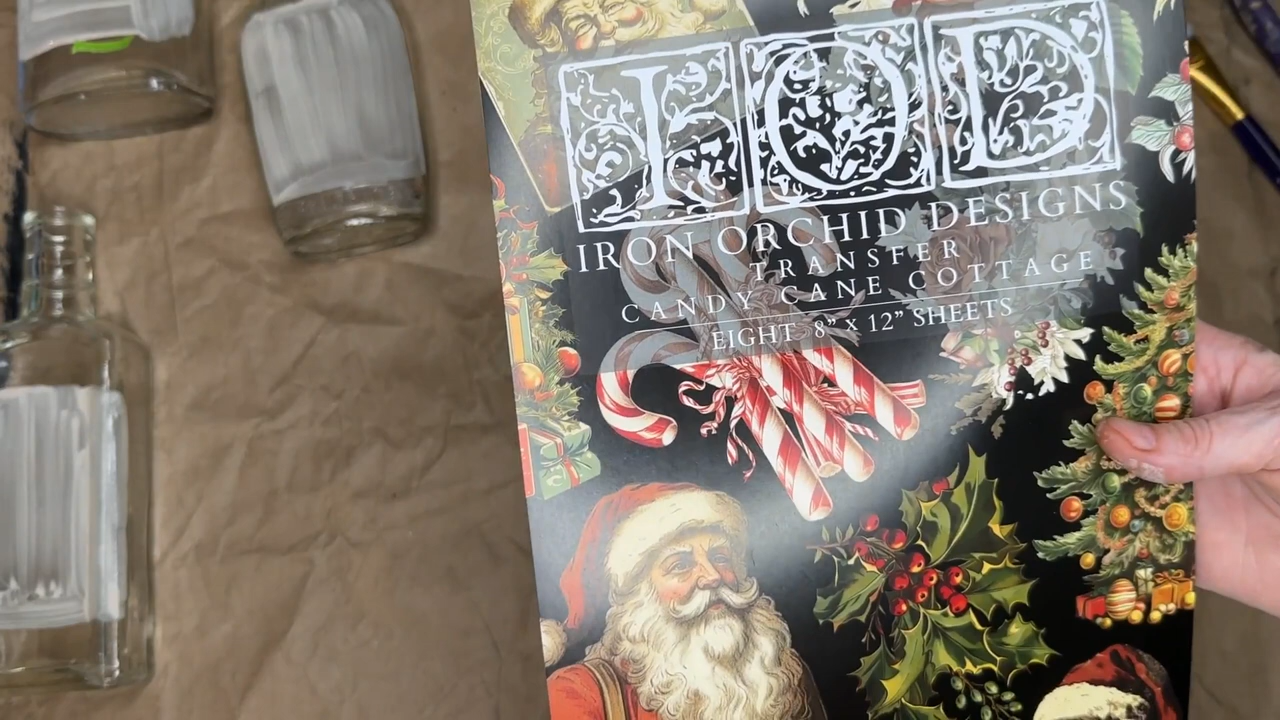 IOD
IRON ORCHID DESIGNS
TRANSFER
CANDY CANE COTTAGE
EIGHT 8” x 12” SHEETS